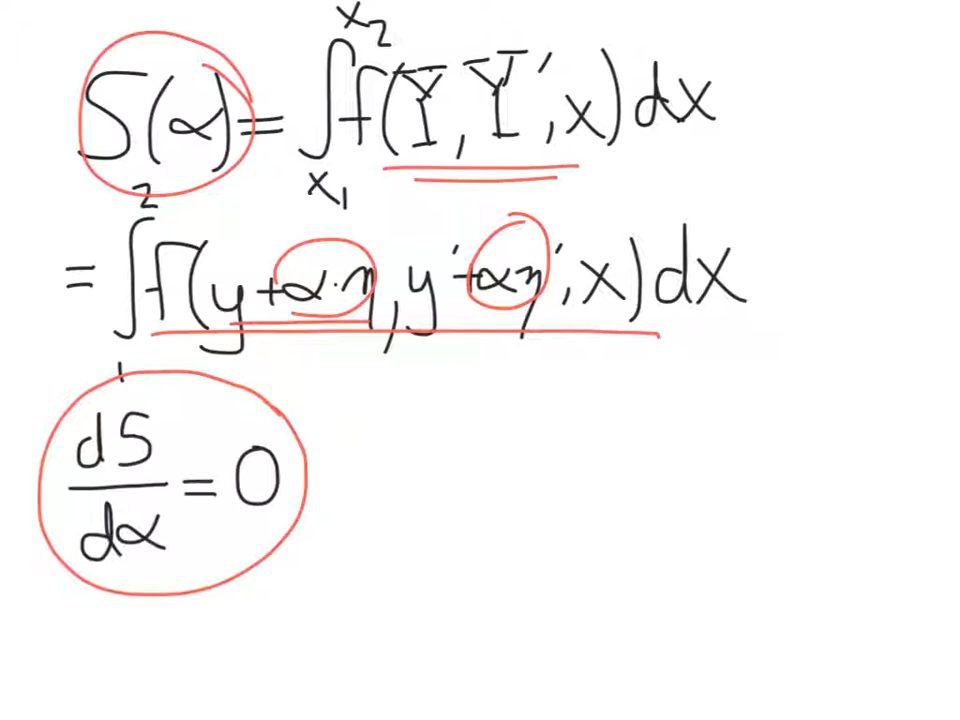 S(α) = ∫_{x₁}^{x₂} f(Y, Y′, x) dx
= ∫_1^2 f(y + α·η, y′ + αη′, x) dx
dS/dα = 0